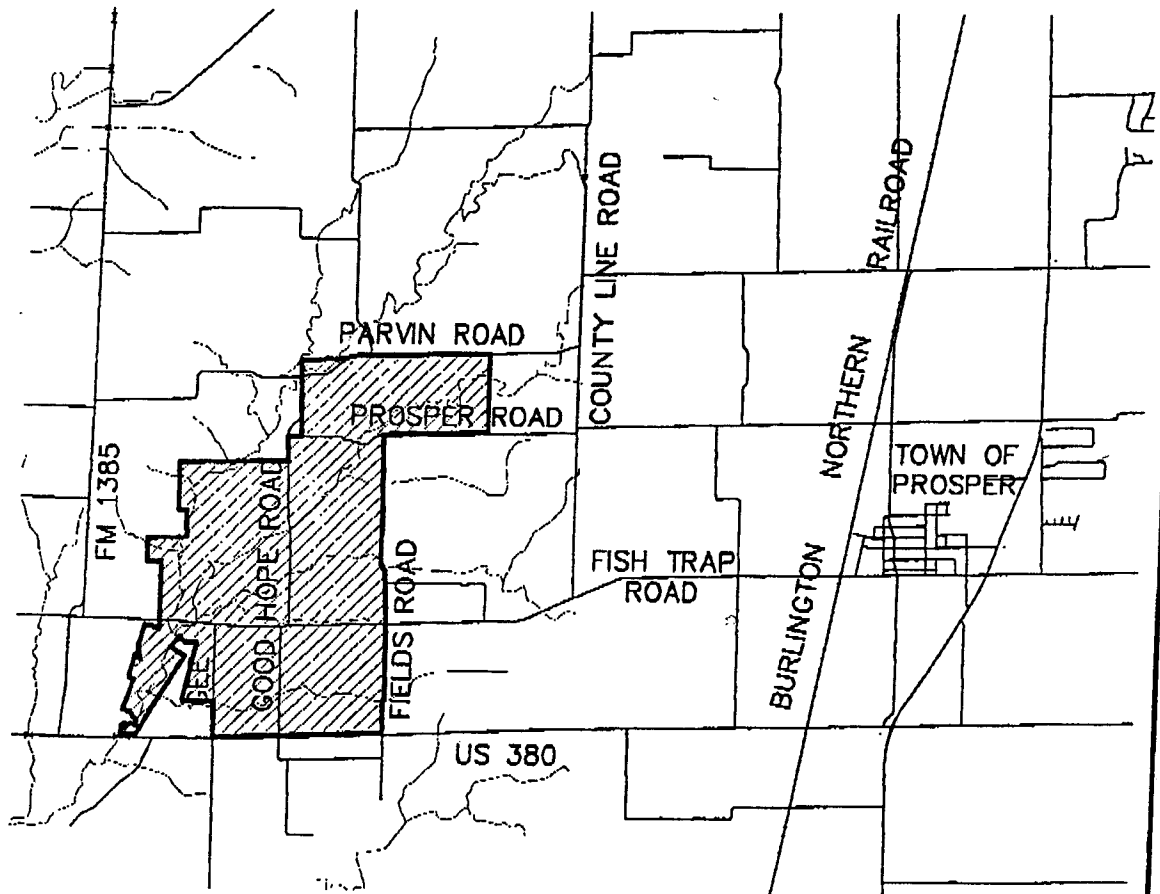 COUNTY LINE ROAD
RAILROAD
PARVIN ROAD
PROSPER ROAD
NORTHERN
FM 1385
TOWN OF
PROSPER
GOOD HOPE ROAD
FISH TRAP
ROAD
FIELDS ROAD
BURLINGTON
GEE
US 380